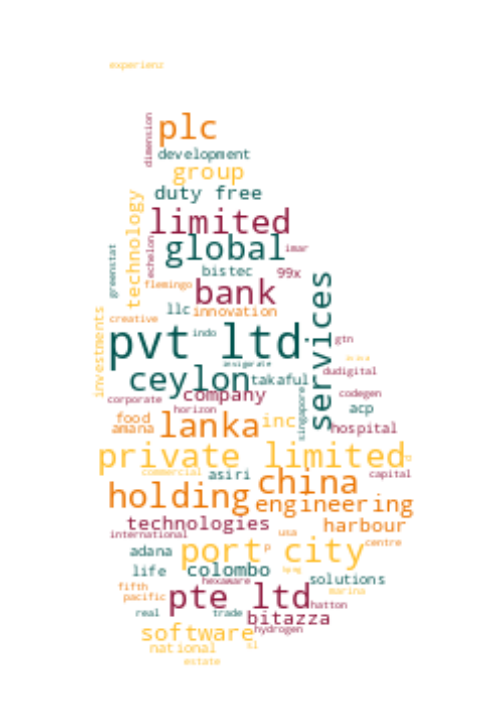 experienz
dimension
plc
development
group
duty free
technology
limited
echelon
global
imar
greenstat
bistec
99x
flemingo
bank
services
investments
llc
innovation
creative
pvt ltd
indo
gtn
ceylon
takaful
dudigital
corporate
company
singapore
codegen
horizon
acp
food
amana
lanka
inc
hospital
private limited
commercial
asiri
capital
china
holding
engineering
technologies
harbour
international
usa
adana
port city
p
centre
life
colombo
hexaware
solutions
fifth
pacific
pte ltd
marina
hatton
real
trade
bitazza
software
hydrogen
national
sl
estate